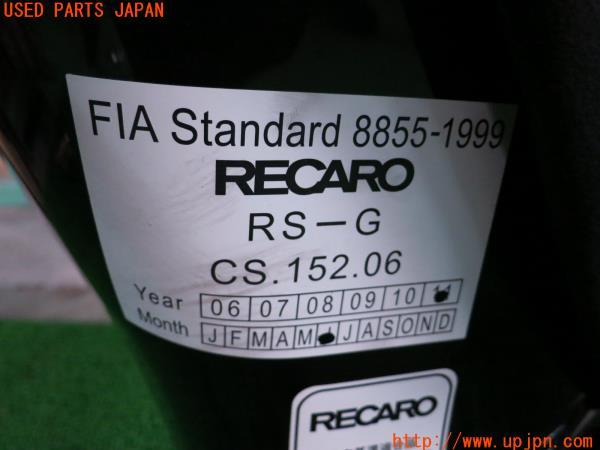 USED PARTS JAPAN
FIA Standard 8855-1999
RECARO
RS-G
CS.152.06
Year 06 07 08 09 10
Month J F M A M J A S O N D
RECARO
https://www.upjpn.com